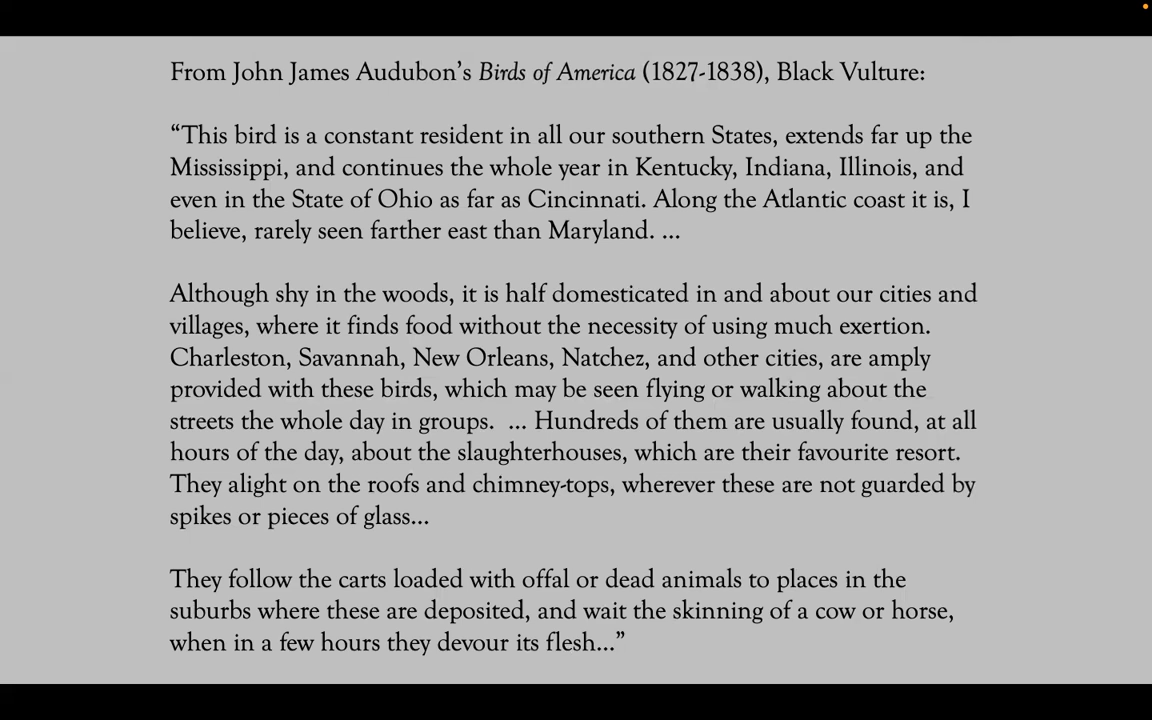 From John James Audubon’s Birds of America (1827-1838), Black Vulture:
“This bird is a constant resident in all our southern States, extends far up the
Mississippi, and continues the whole year in Kentucky, Indiana, Illinois, and
even in the State of Ohio as far as Cincinnati. Along the Atlantic coast it is, I
believe, rarely seen farther east than Maryland. ...
Although shy in the woods, it is half domesticated in and about our cities and
villages, where it finds food without the necessity of using much exertion.
Charleston, Savannah, New Orleans, Natchez, and other cities, are amply
provided with these birds, which may be seen flying or walking about the
streets the whole day in groups.  ... Hundreds of them are usually found, at all
hours of the day, about the slaughterhouses, which are their favourite resort.
They alight on the roofs and chimney-tops, wherever these are not guarded by
spikes or pieces of glass...
They follow the carts loaded with offal or dead animals to places in the
suburbs where these are deposited, and wait the skinning of a cow or horse,
when in a few hours they devour its flesh...”